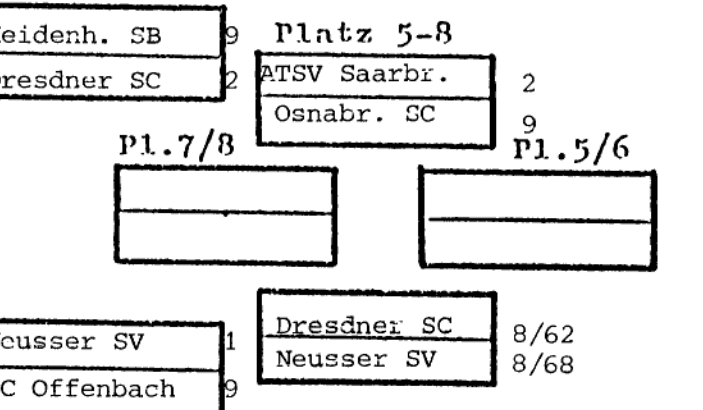 eidenh. SB 9
Platz 5-8
resdner SC 2
ATSV Saarbr. 2
Osnabr. SC 9
Pl.7/8
Pl.5/6
Dresdner SC 8/62
Neusser SV 8/68
eusser SV 1
C Offenbach 9